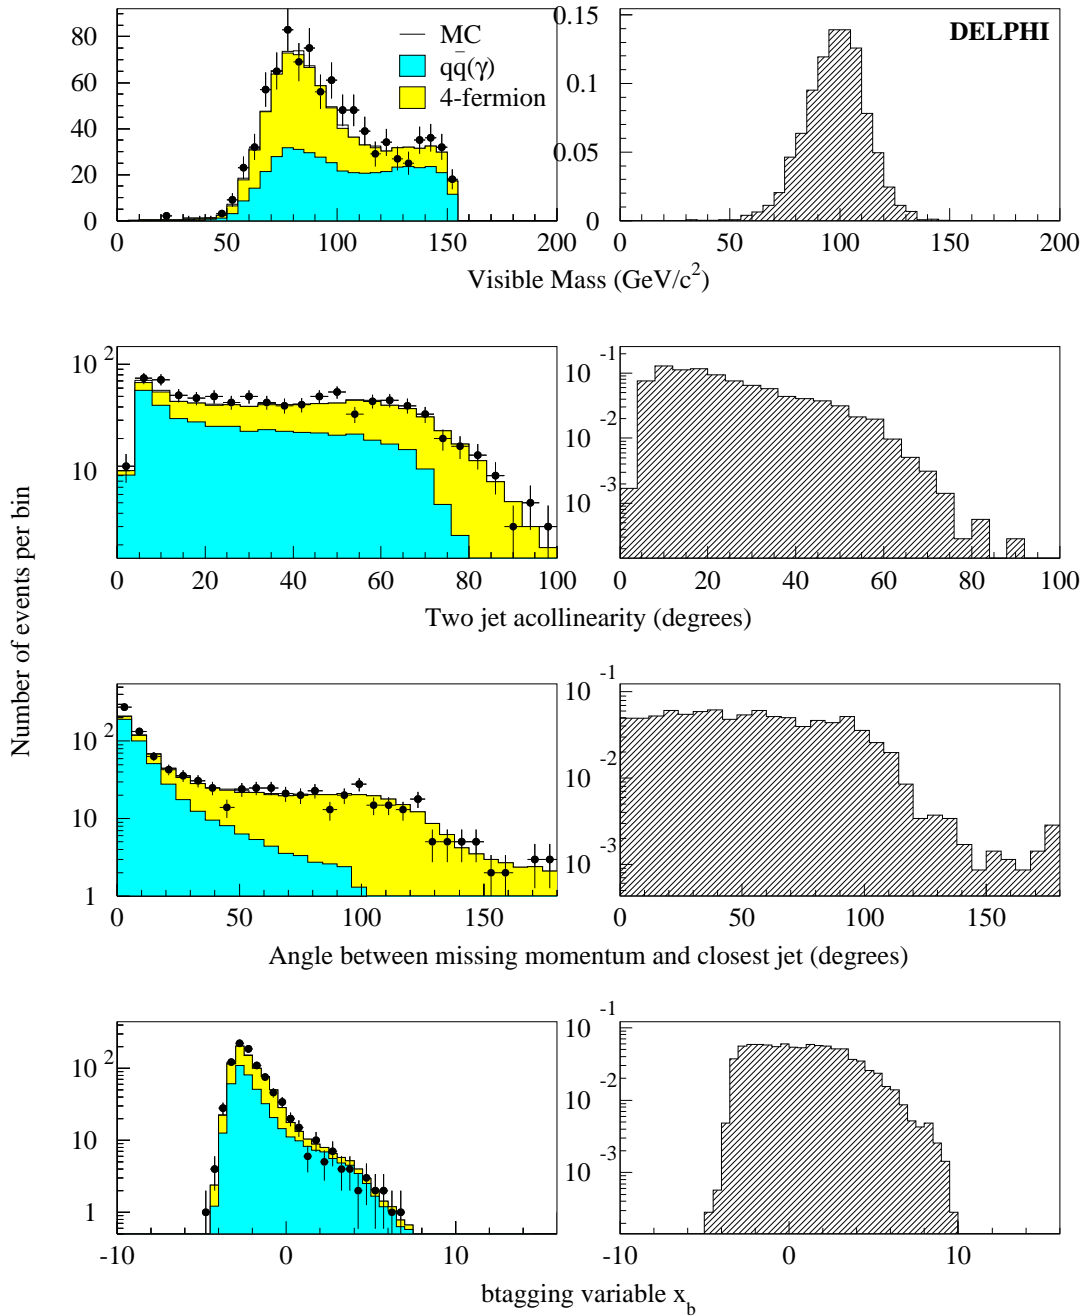 80
60
40
20
0
0 50 100 150 200
MC
qq̄(γ)
4-fermion
0.15
0.1
0.05
0
0 50 100 150 200
DELPHI
Visible Mass (GeV/c²)
10²
10
0 20 40 60 80 100
10⁻¹
10⁻²
10⁻³
0 20 40 60 80 100
Two jet acollinearity (degrees)
Number of events per bin
10²
10
1
0 50 100 150
10⁻¹
10⁻²
10⁻³
0 50 100 150
Angle between missing momentum and closest jet (degrees)
10²
10
1
-10 0 10
10⁻¹
10⁻²
10⁻³
-10 0 10
btagging variable x_b